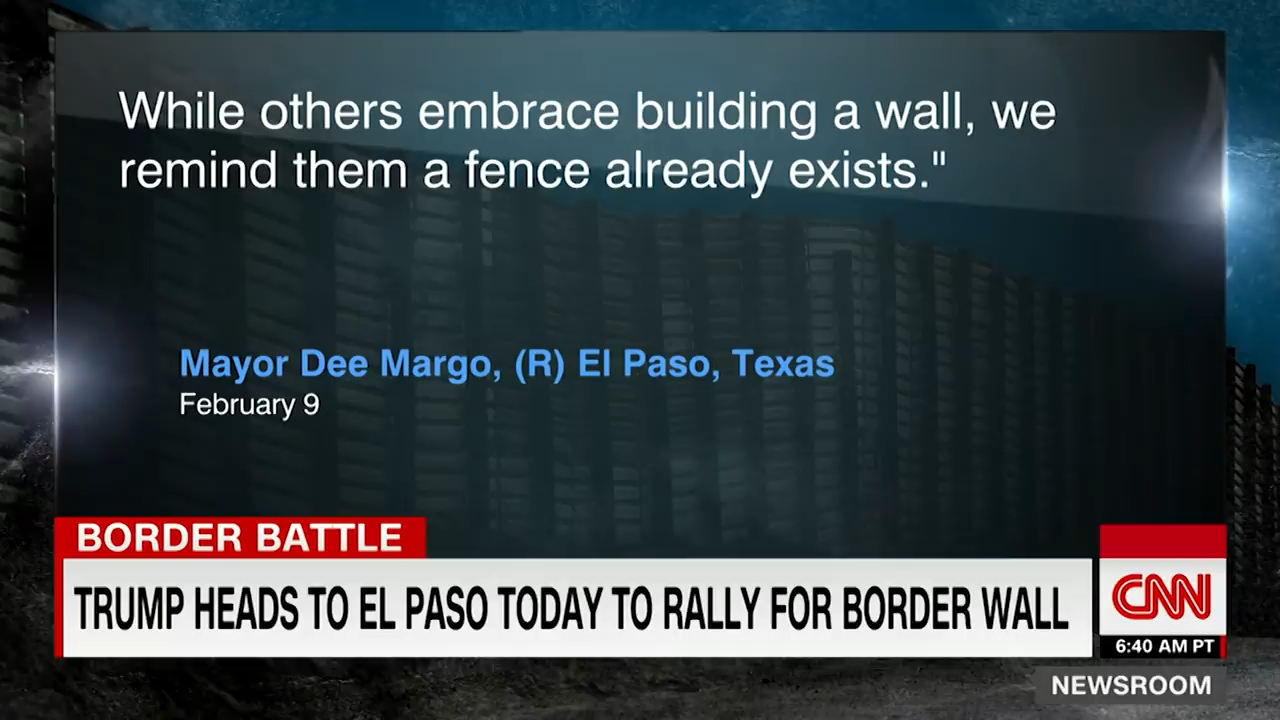 While others embrace building a wall, we
remind them a fence already exists."
Mayor Dee Margo, (R) El Paso, Texas
February 9
BORDER BATTLE
TRUMP HEADS TO EL PASO TODAY TO RALLY FOR BORDER WALL
CNN
6:40 AM PT
NEWSROOM